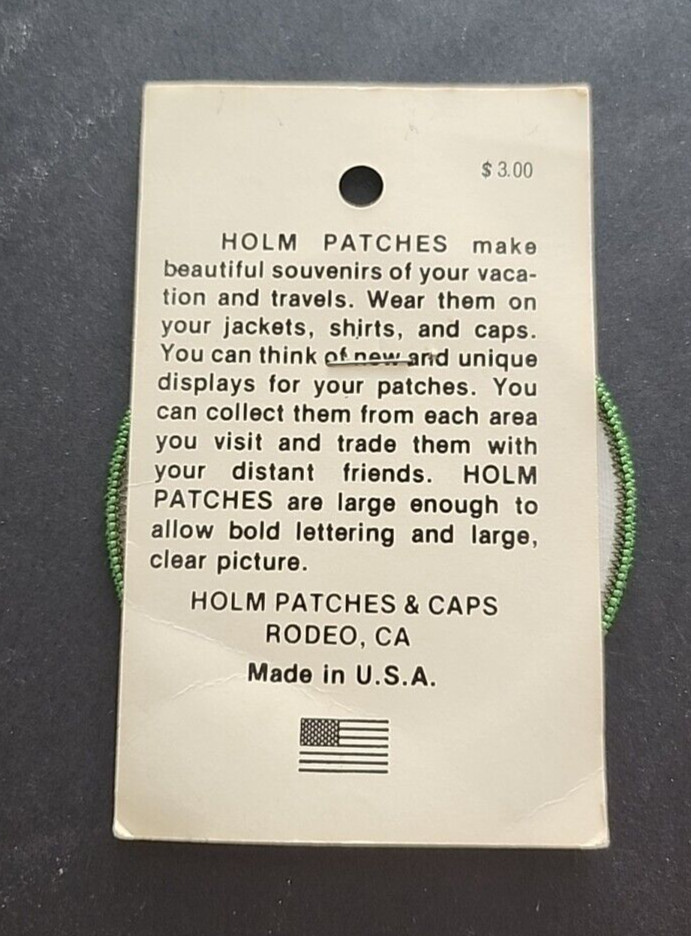 $ 3.00
HOLM PATCHES make
beautiful souvenirs of your vaca-
tion and travels. Wear them on
your jackets, shirts, and caps.
You can think of new and unique
displays for your patches. You
can collect them from each area
you visit and trade them with
your distant friends. HOLM
PATCHES are large enough to
allow bold lettering and large,
clear picture.
HOLM PATCHES & CAPS
RODEO, CA
Made in U.S.A.